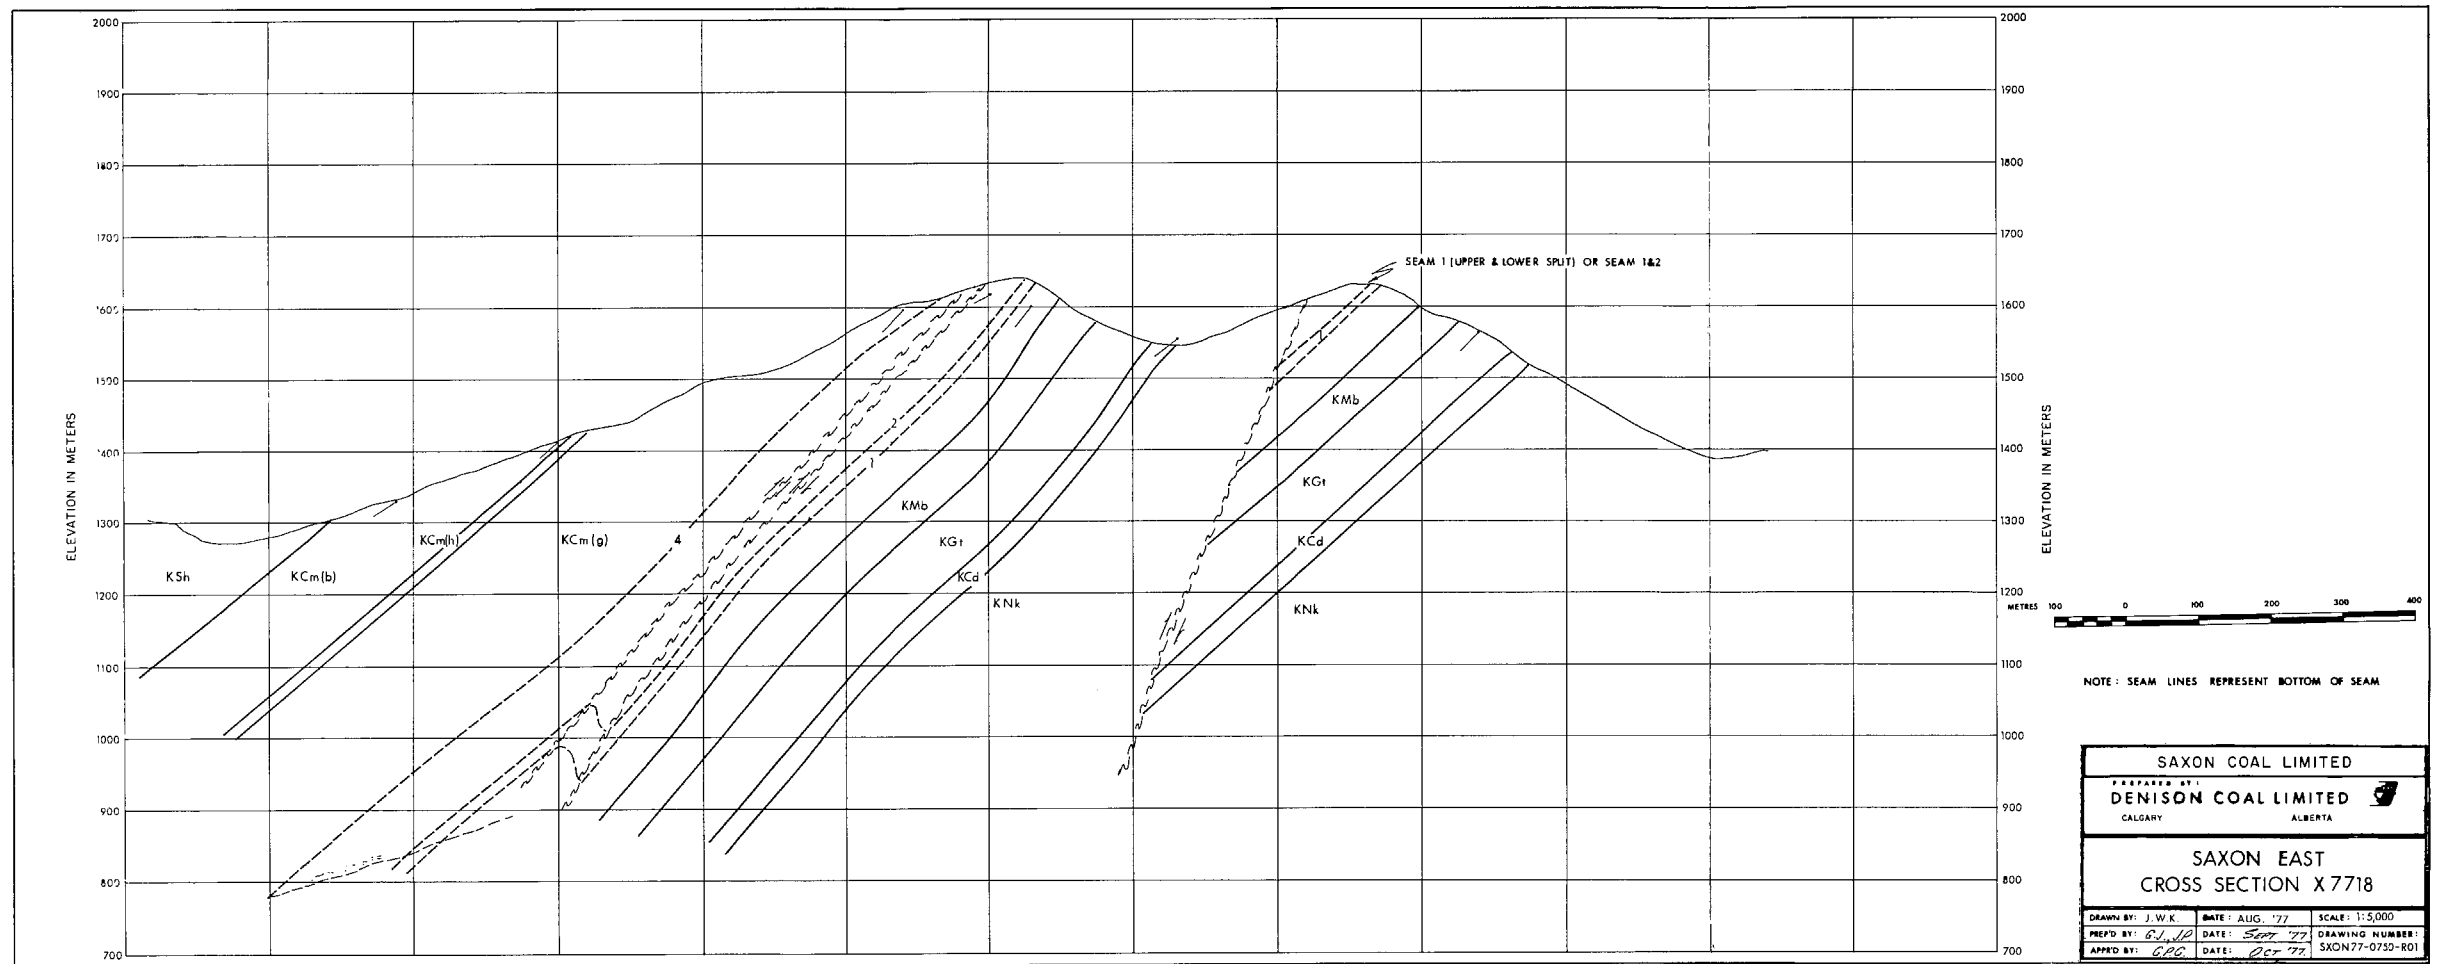 2000
1900
1800
1700
1600
1500
1400
1300
1200
1100
1000
900
800
700
ELEVATION IN METERS
KSh
KCm(b)
KCm(h)
KCm(g)
4
2
1
KMb
KGt
KCd
KNk
SEAM 1 (UPPER & LOWER SPLIT) OR SEAM 1&2
1
KMb
KGt
KCd
KNk
2000
1900
1800
1700
1600
1500
1400
1300
1200
1100
1000
900
800
700
ELEVATION IN METERS
METRES 100 0 100 200 300 400
NOTE : SEAM LINES REPRESENT BOTTOM OF SEAM
SAXON COAL LIMITED
PREPARED BY :
DENISON COAL LIMITED
CALGARY ALBERTA
SAXON EAST
CROSS SECTION X 7718
DRAWN BY: J.W.K. DATE : AUG. '77 SCALE : 1:5,000
PREP'D BY: G.J., J.P. DATE: SEPT '77 DRAWING NUMBER:
APPR'D BY: G.P.G. DATE: OCT '77 SXON77-0750-R01